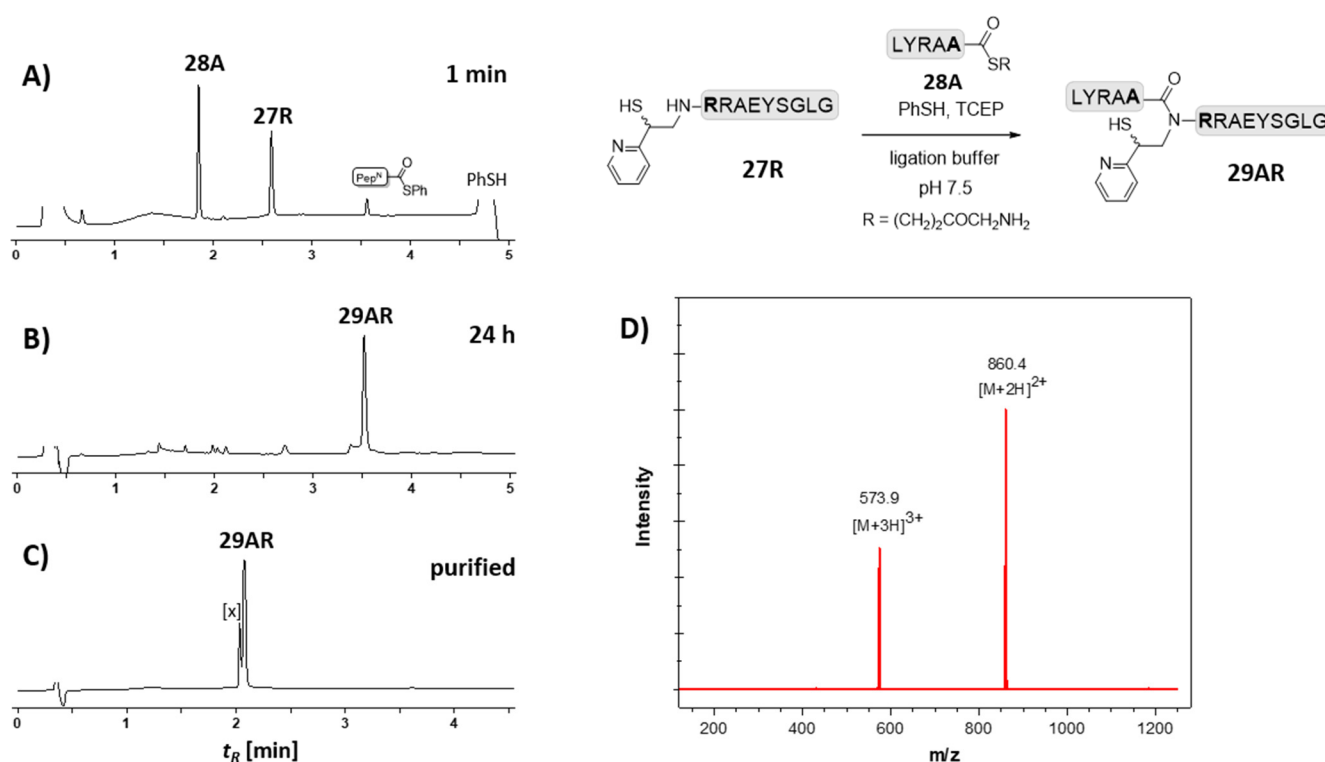 A)
28A
27R
1 min
PepN
O
SPh
PhSH
0 1 2 3 4 5
B)
29AR
24 h
0 1 2 3 4 5
C)
29AR
[x]
purified
0 1 2 3 4
tR [min]
HS
HN
RRAEYSGLG
N
27R
LYRAA
O
SR
28A
PhSH, TCEP
ligation buffer
pH 7.5
R = (CH2)2COCH2NH2
LYRAA
O
HS
N
RRAEYSGLG
N
29AR
D)
860.4
[M+2H]2+
573.9
[M+3H]3+
Intensity
200 400 600 800 1000 1200
m/z